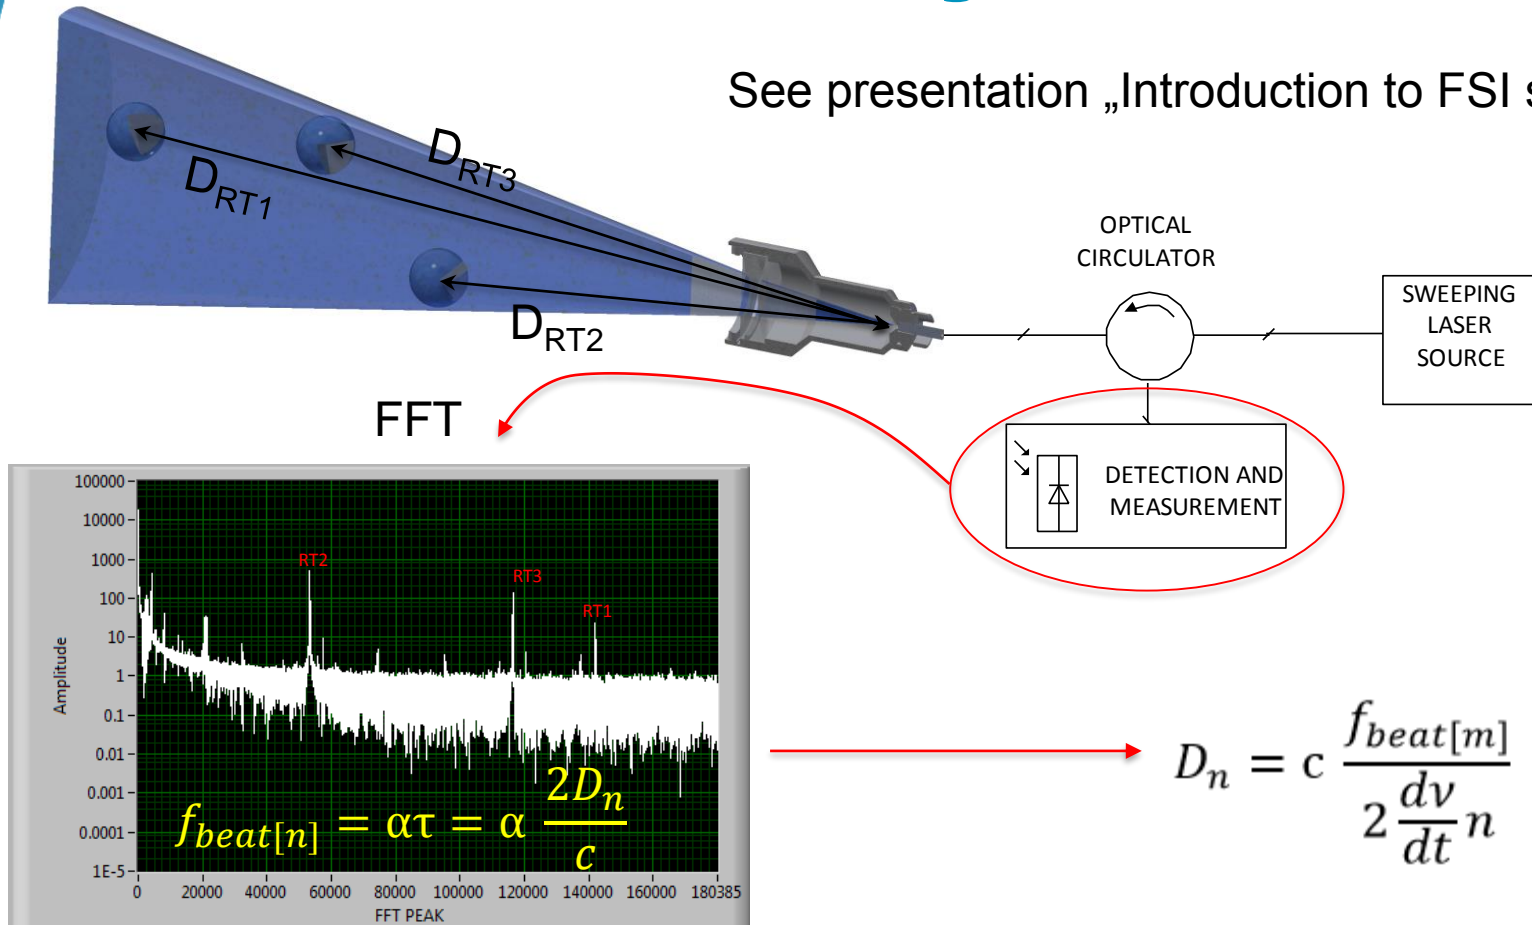 See presentation „Introduction to FSI s
D_RT3
D_RT1
D_RT2
OPTICAL
CIRCULATOR
SWEEPING
LASER
SOURCE
FFT
DETECTION AND
MEASUREMENT
100000
10000
1000
100
10
1
0.1
0.01
0.001
0.0001
1E-5
Amplitude
RT2
RT3
RT1
f_beat[n] = ατ = α 2D_n / c
0 20000 40000 60000 80000 100000 120000 140000 160000 180385
FFT PEAK
D_n = c f_beat[m] / 2 dν/dt n